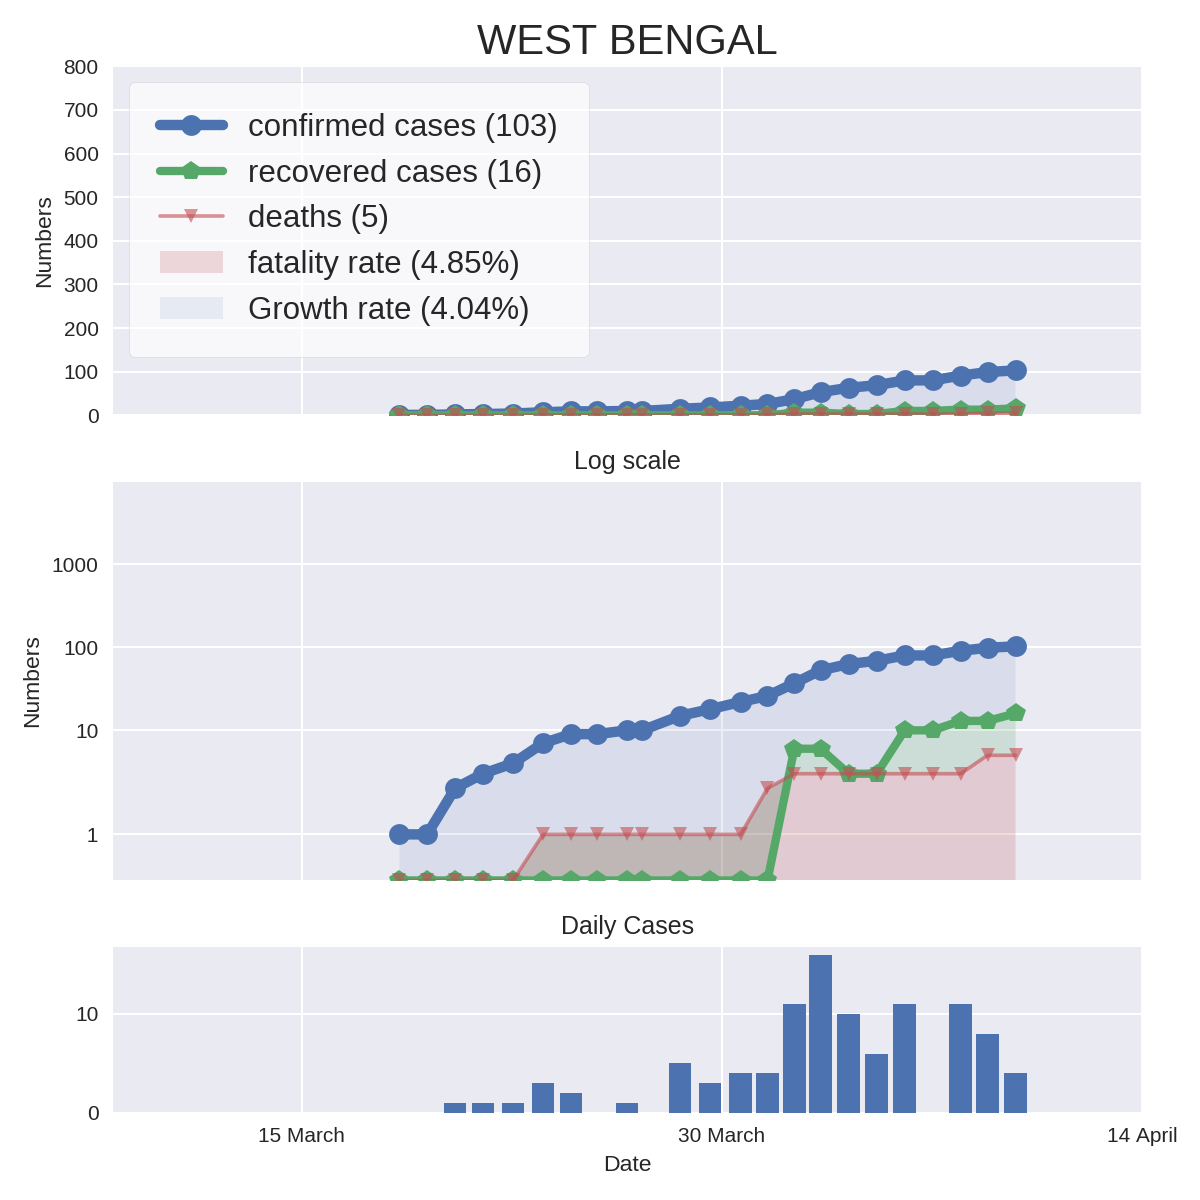 WEST BENGAL
800
700
600
500
400
300
200
100
0
Numbers
confirmed cases (103)
recovered cases (16)
deaths (5)
fatality rate (4.85%)
Growth rate (4.04%)
Log scale
1000
100
10
1
Numbers
Daily Cases
10
0
15 March
30 March
14 April
Date